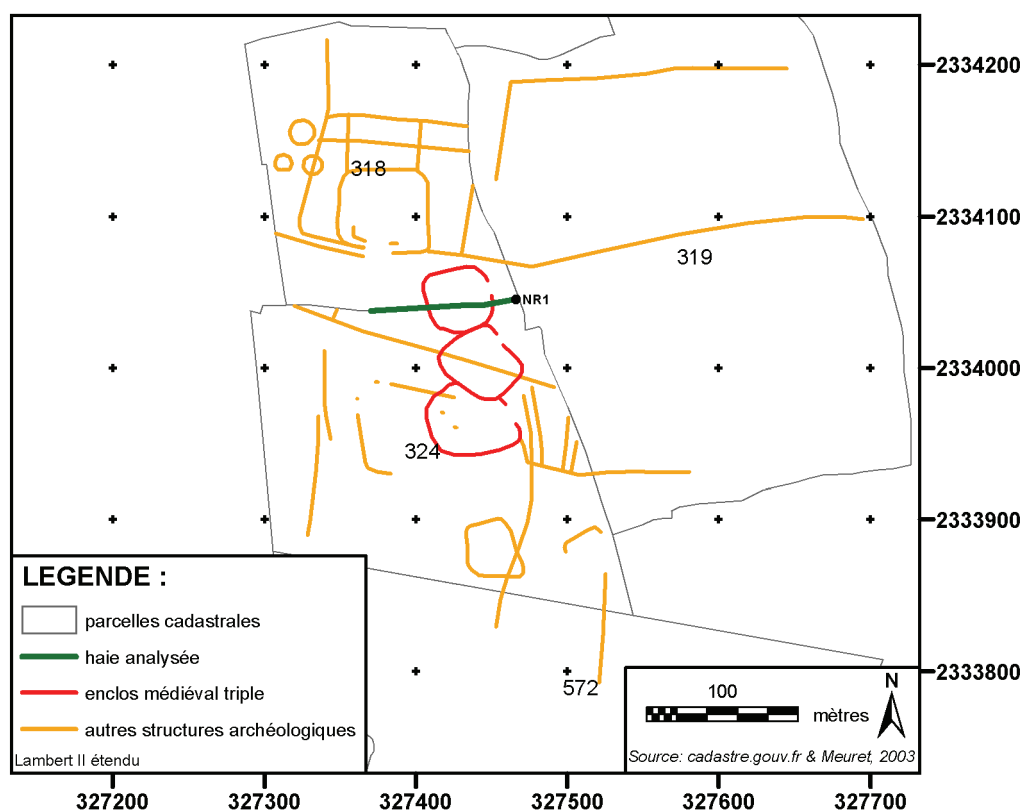 2334200
318
2334100
319
NR1
2334000
324
2333900
LEGENDE :
parcelles cadastrales
haie analysée
enclos médiéval triple
autres structures archéologiques
Lambert II étendu
572
2333800
100
mètres
N
Source: cadastre.gouv.fr & Meuret, 2003
327200
327300
327400
327500
327600
327700